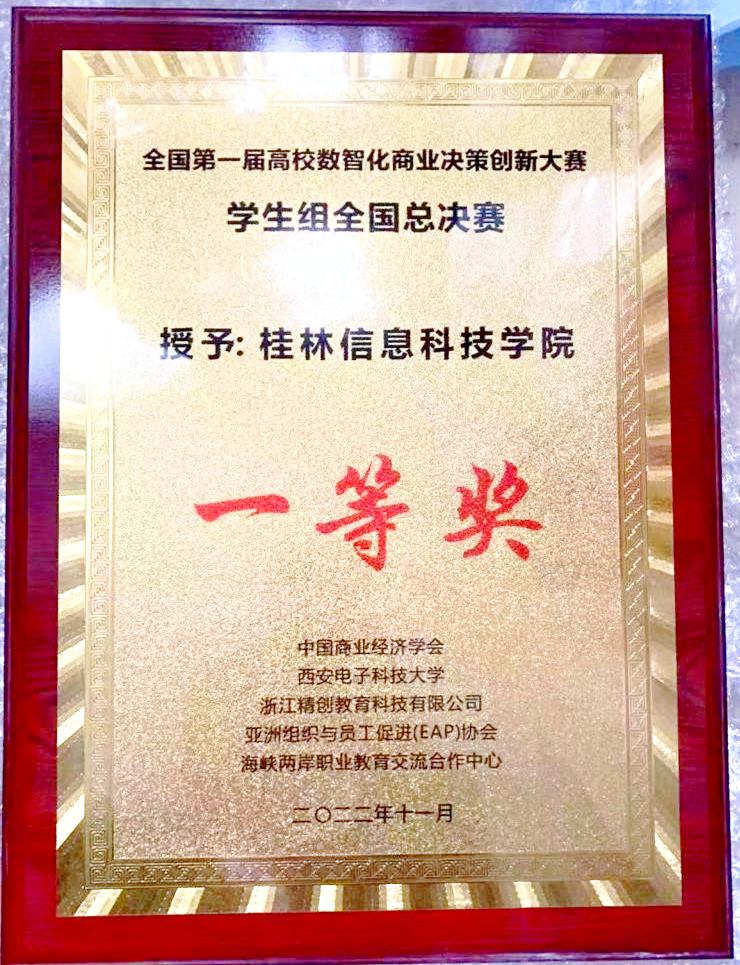 全国第一届高校数智化商业决策创新大赛
学生组全国总决赛
授予: 桂林信息科技学院
一等奖
中国商业经济学会
西安电子科技大学
浙江精创教育科技有限公司
亚洲组织与员工促进(EAP)协会
海峡两岸职业教育交流合作中心
二〇二二年十一月